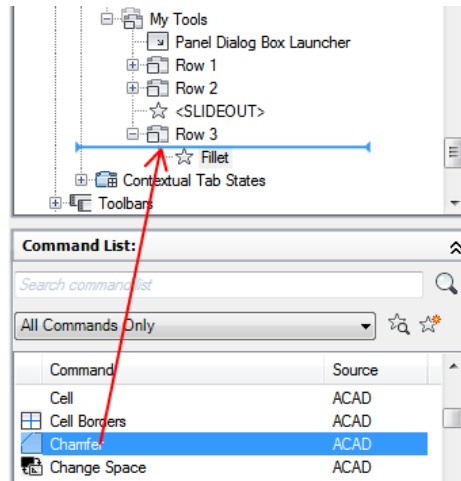 My Tools
Panel Dialog Box Launcher
Row 1
Row 2
<SLIDEOUT>
Row 3
Fillet
Contextual Tab States
Toolbars
Command List:
Search command list
All Commands Only
Command Source
Cell ACAD
Cell Borders ACAD
Chamfer ACAD
Change Space ACAD